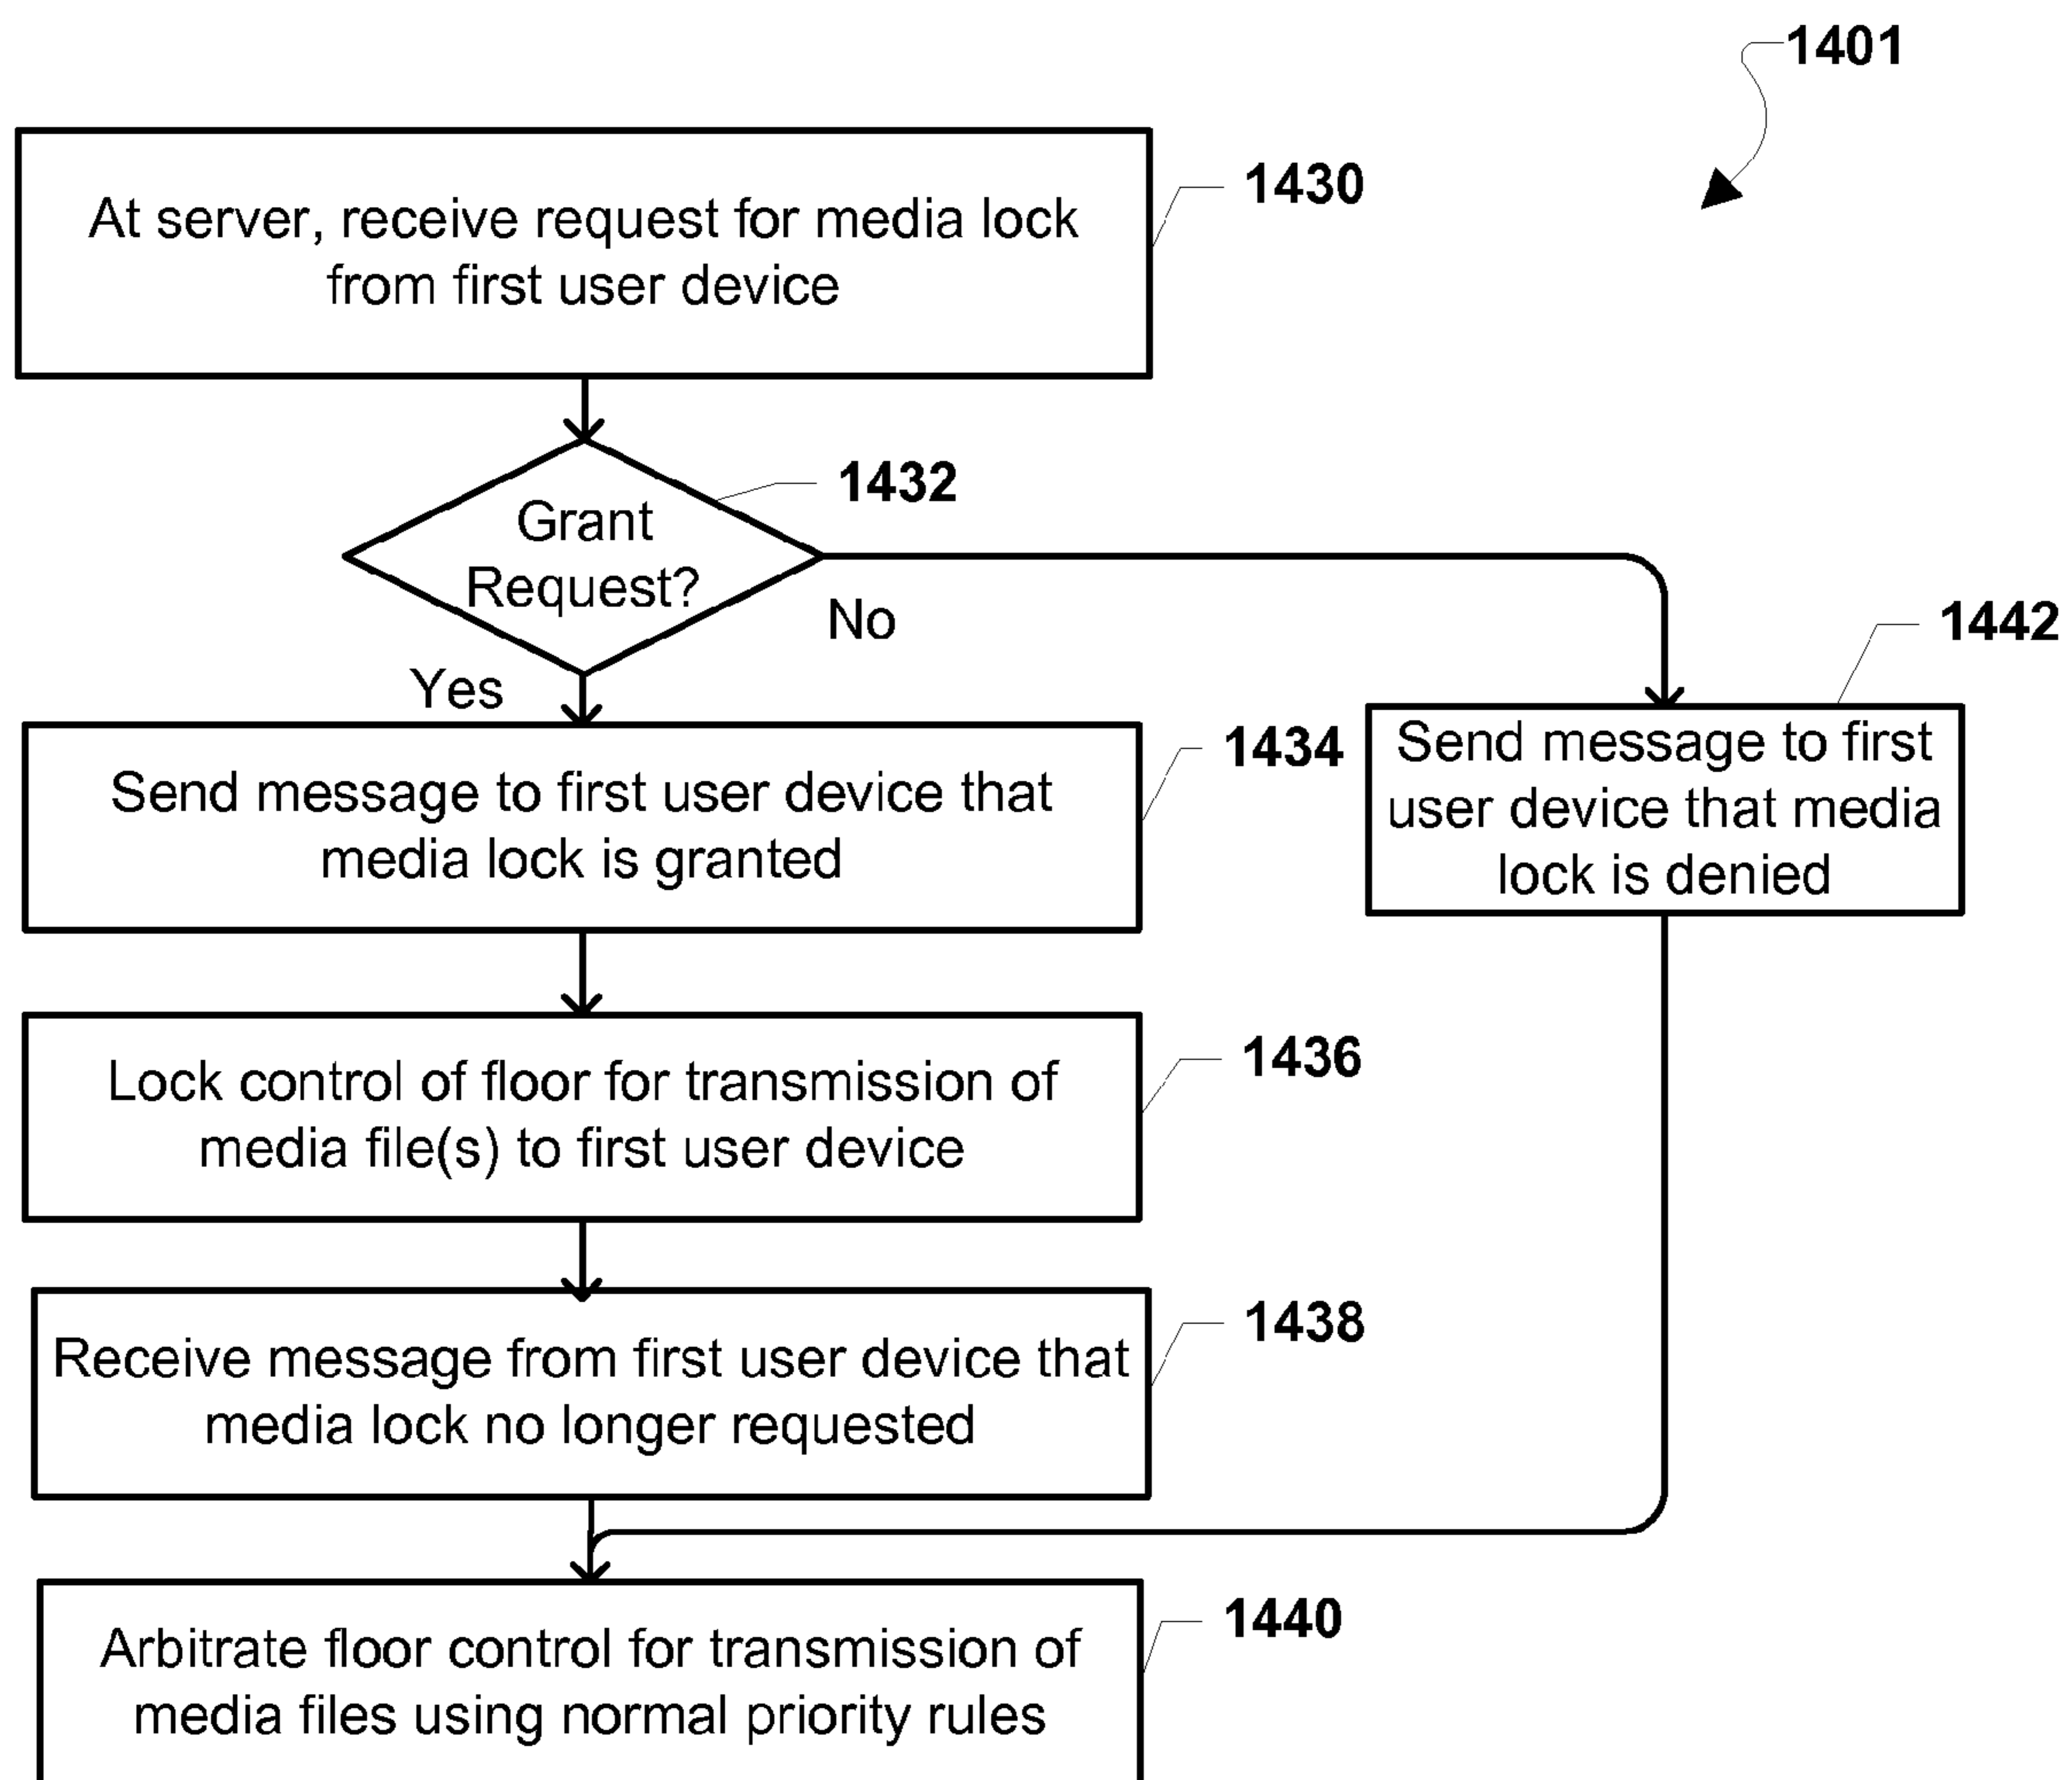 1401
At server, receive request for media lock
from first user device
1430
Grant
Request?
1432
No
Yes
Send message to first user device that
media lock is granted
1434
Send message to first
user device that media
lock is denied
1442
Lock control of floor for transmission of
media file(s) to first user device
1436
Receive message from first user device that
media lock no longer requested
1438
Arbitrate floor control for transmission of
media files using normal priority rules
1440